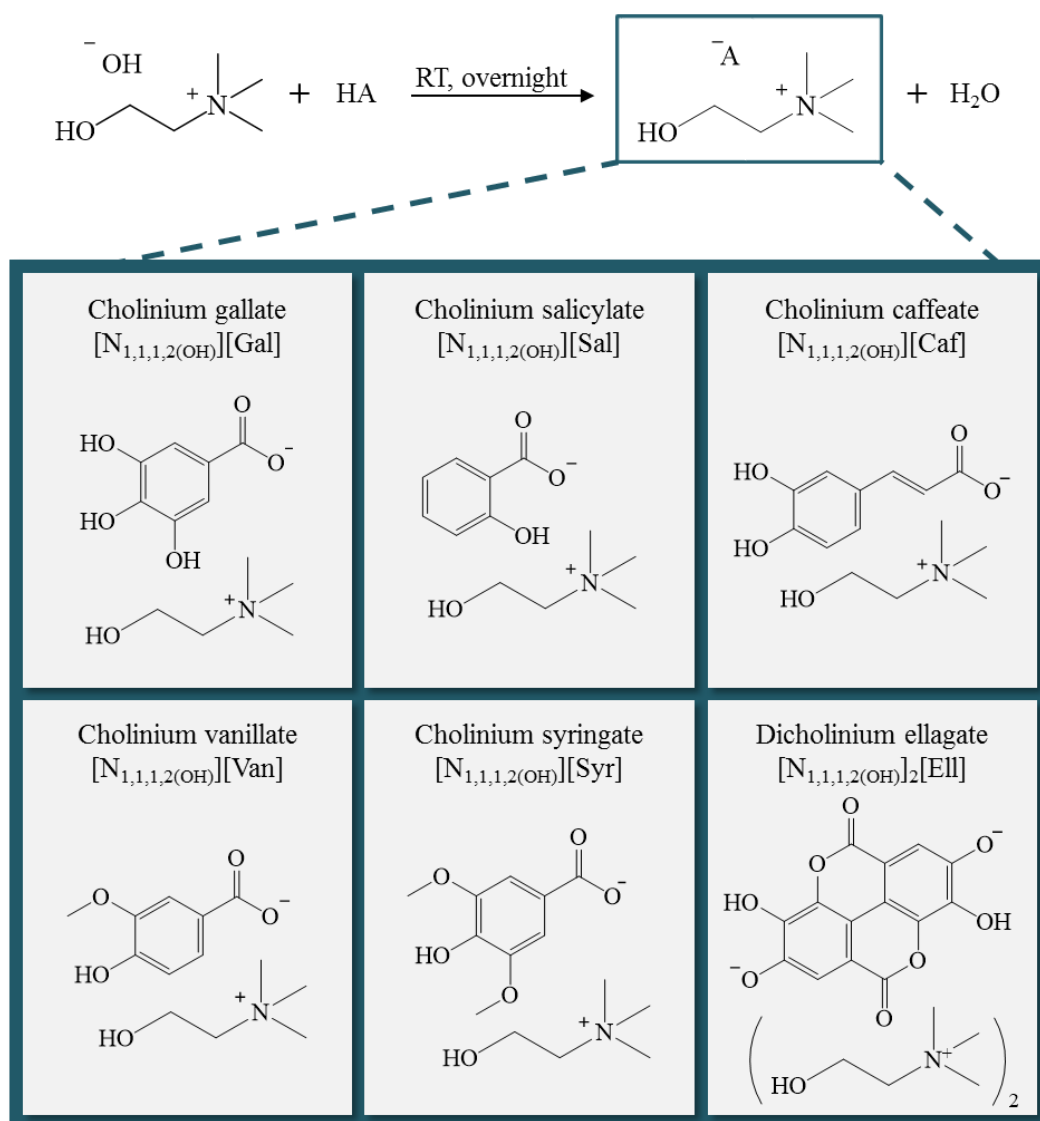 −
OH
HO
+
N
+
HA
RT, overnight
−
A
HO
+
N
+
H₂O
Cholinium gallate
[N₁,₁,₁,₂(OH)][Gal]
O
HO
O−
HO
OH
+
N
HO
Cholinium salicylate
[N₁,₁,₁,₂(OH)][Sal]
O
O−
OH
+
N
HO
Cholinium caffeate
[N₁,₁,₁,₂(OH)][Caf]
O
HO
O−
HO
+
N
HO
Cholinium vanillate
[N₁,₁,₁,₂(OH)][Van]
O
O
O−
HO
+
N
HO
Cholinium syringate
[N₁,₁,₁,₂(OH)][Syr]
O
O
O−
HO
O
+
N
HO
Dicholinium ellagate
[N₁,₁,₁,₂(OH)]₂[Ell]
O
O−
O
HO
OH
O
−O
O
N+
HO
2